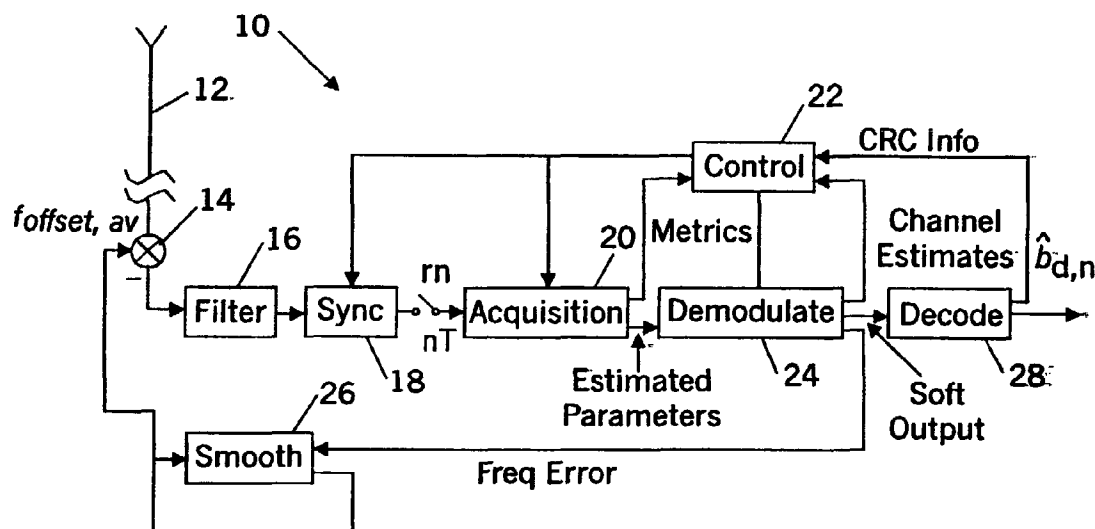 10
12
22
CRC Info
Control
foffset, av
14
16
20
Metrics
Channel
Estimates
b̂d,n
rn
Filter
Sync
nT
Acquisition
Demodulate
Decode
18
24
28
Estimated
Parameters
Soft
Output
26
Smooth
Freq Error